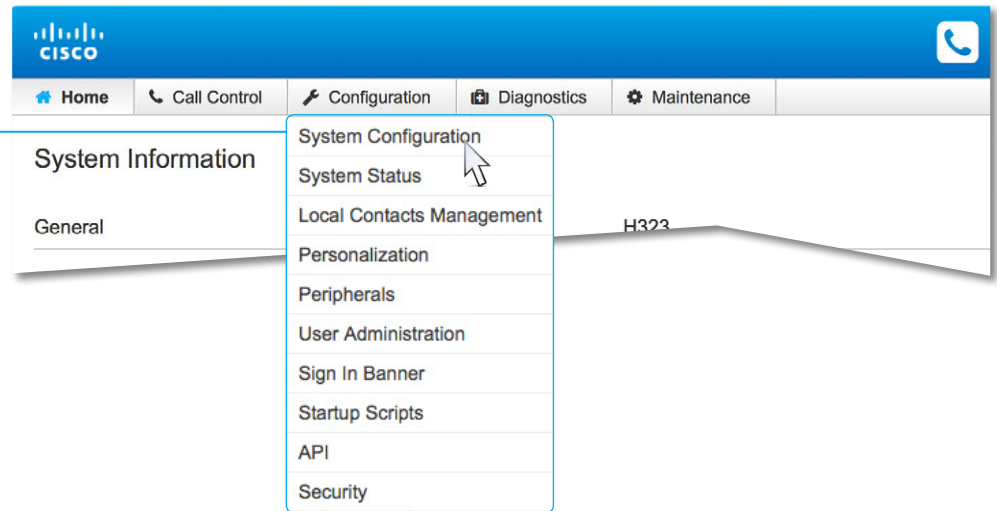 CISCO
Home Call Control Configuration Diagnostics Maintenance
System Information
General
H323
System Configuration
System Status
Local Contacts Management
Personalization
Peripherals
User Administration
Sign In Banner
Startup Scripts
API
Security